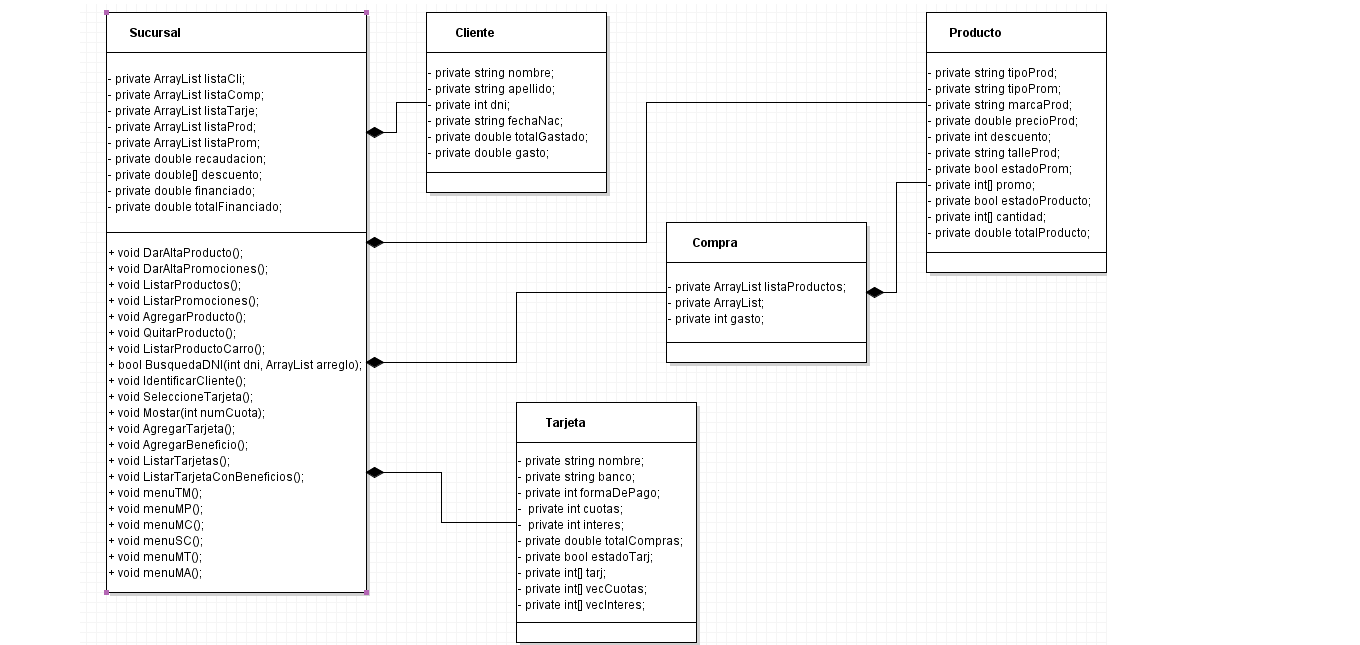 Sucursal
- private ArrayList listaCli;
- private ArrayList listaComp;
- private ArrayList listaTarje;
- private ArrayList listaProd;
- private ArrayList listaProm;
- private double recaudacion;
- private double[] descuento;
- private double financiado;
- private double totalFinanciado;
+ void DarAltaProducto();
+ void DarAltaPromociones();
+ void ListarProductos();
+ void ListarPromociones();
+ void AgregarProducto();
+ void QuitarProducto();
+ void ListarProductoCarro();
+ bool BusquedaDNI(int dni, ArrayList arreglo);
+ void IdentificarCliente();
+ void SeleccioneTarjeta();
+ void Mostar(int numCuota);
+ void AgregarTarjeta();
+ void AgregarBeneficio();
+ void ListarTarjetas();
+ void ListarTarjetaConBeneficios();
+ void menuTM();
+ void menuMP();
+ void menuMC();
+ void menuSC();
+ void menuMT();
+ void menuMA();
Cliente
- private string nombre;
- private string apellido;
- private int dni;
- private string fechaNac;
- private double totalGastado;
- private double gasto;
Producto
- private string tipoProd;
- private string tipoProm;
- private string marcaProd;
- private double precioProd;
- private int descuento;
- private string talleProd;
- private bool estadoProm;
- private int[] promo;
- private bool estadoProducto;
- private int[] cantidad;
- private double totalProducto;
Compra
- private ArrayList listaProductos;
- private ArrayList;
- private int gasto;
Tarjeta
- private string nombre;
- private string banco;
- private int formaDePago;
- private int cuotas;
- private int interes;
- private double totalCompras;
- private bool estadoTarj;
- private int[] tarj;
- private int[] vecCuotas;
- private int[] vecInteres;